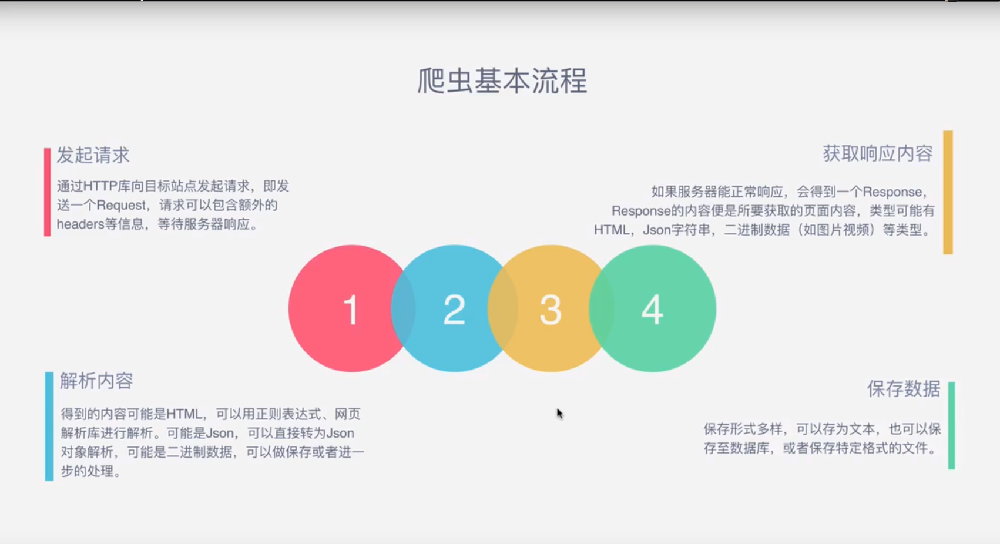 爬虫基本流程
发起请求
通过HTTP库向目标站点发起请求，即发
送一个Request，请求可以包含额外的
headers等信息，等待服务器响应。
获取响应内容
如果服务器能正常响应，会得到一个Response，
Response的内容便是所要获取的页面内容，类型可能有
HTML，Json字符串，二进制数据（如图片视频）等类型。
1
2
3
4
解析内容
得到的内容可能是HTML，可以用正则表达式、网页
解析库进行解析。可能是Json，可以直接转为Json
对象解析，可能是二进制数据，可以做保存或者进一
步的处理。
保存数据
保存形式多样，可以存为文本，也可以保
存至数据库，或者保存特定格式的文件。